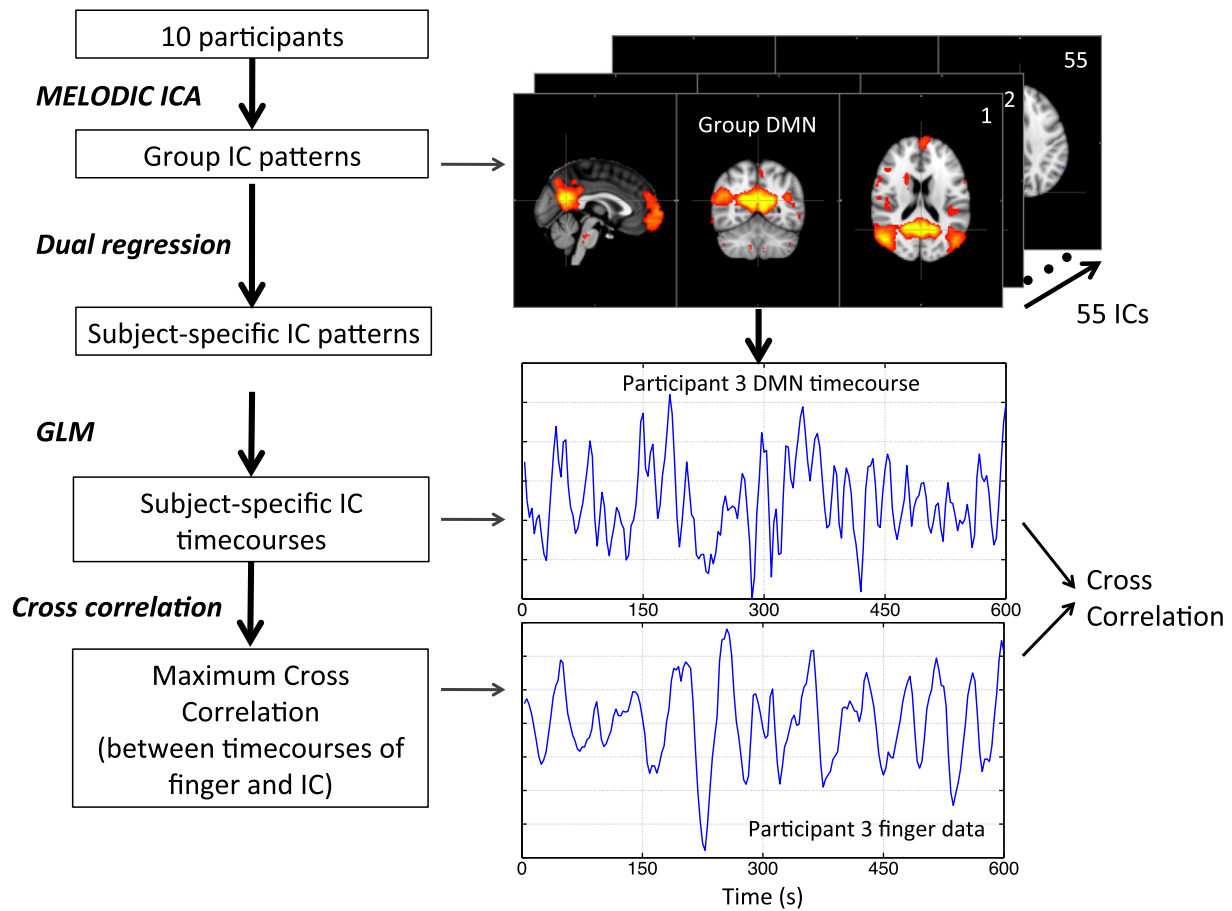 10 participants
MELODIC ICA
Group IC patterns
Dual regression
Subject-specific IC patterns
GLM
Subject-specific IC
timecourses
Cross correlation
Maximum Cross
Correlation
(between timecourses of
finger and IC)
55
2
1
Group DMN
55 ICs
Participant 3 DMN timecourse
0 150 300 450 600
Cross
Correlation
Participant 3 finger data
0 150 300 450 600
Time (s)